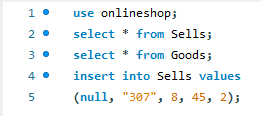 1 use onlineshop;
2 select * from Sells;
3 select * from Goods;
4 insert into Sells values
5 (null, "307", 8, 45, 2);